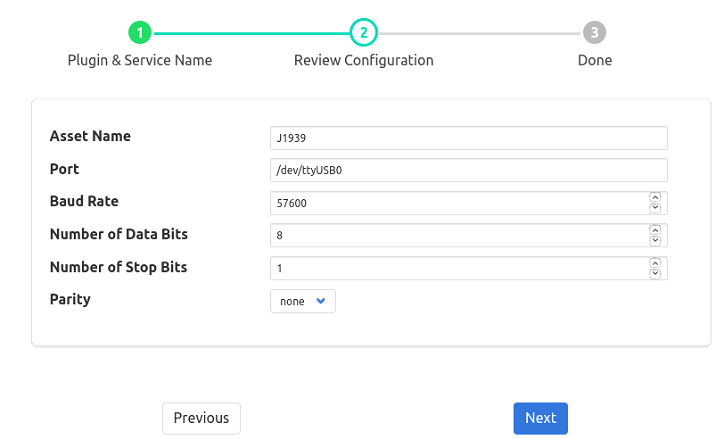 1 2 3
Plugin & Service Name Review Configuration Done
Asset Name J1939
Port /dev/ttyUSB0
Baud Rate 57600
Number of Data Bits 8
Number of Stop Bits 1
Parity none
Previous Next